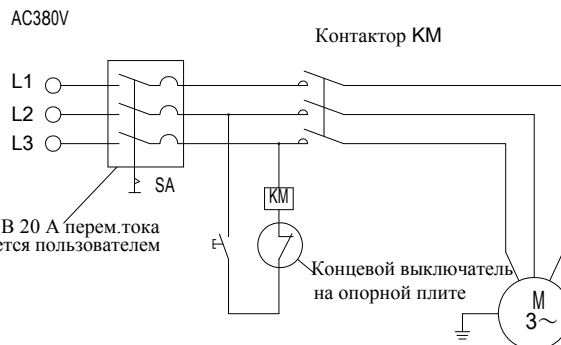 AC380V
Контактор KM
L1
L2
L3
SA
В 20 А перем.тока
ется пользователем
KM
Концевой выключатель
на опорной плите
M
3～